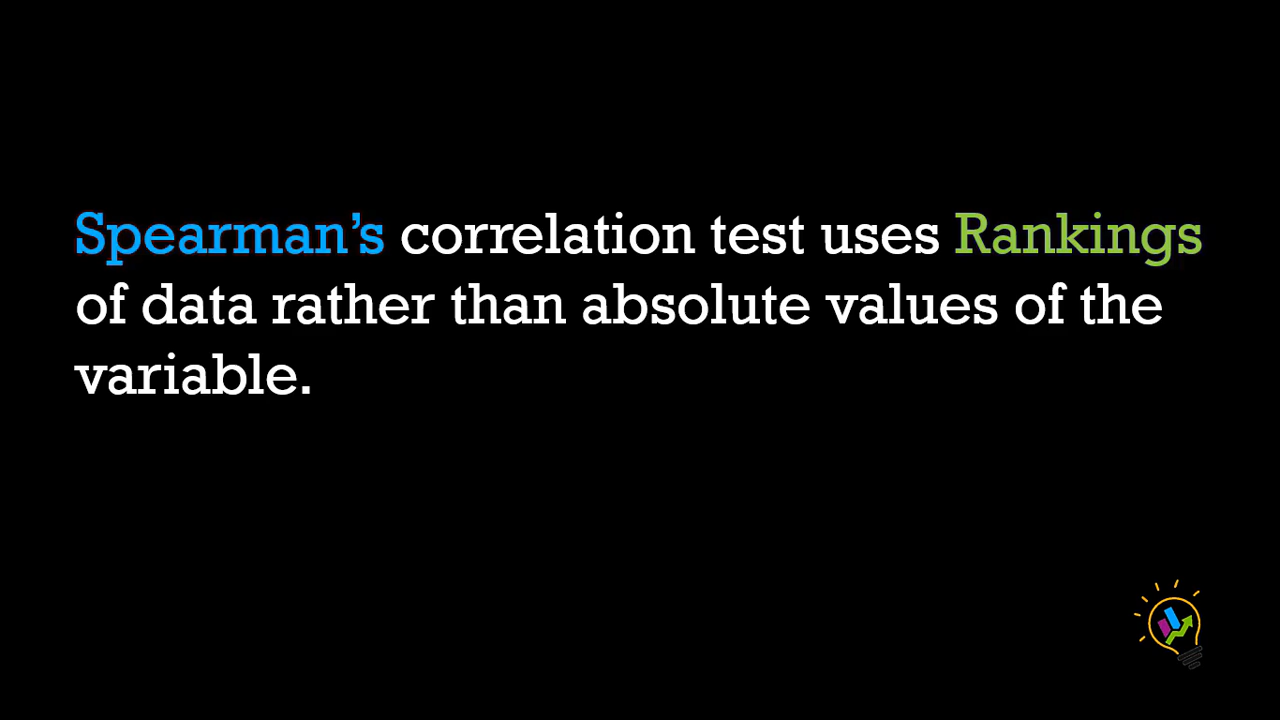 Spearman’s correlation test uses Rankings
of data rather than absolute values of the
variable.